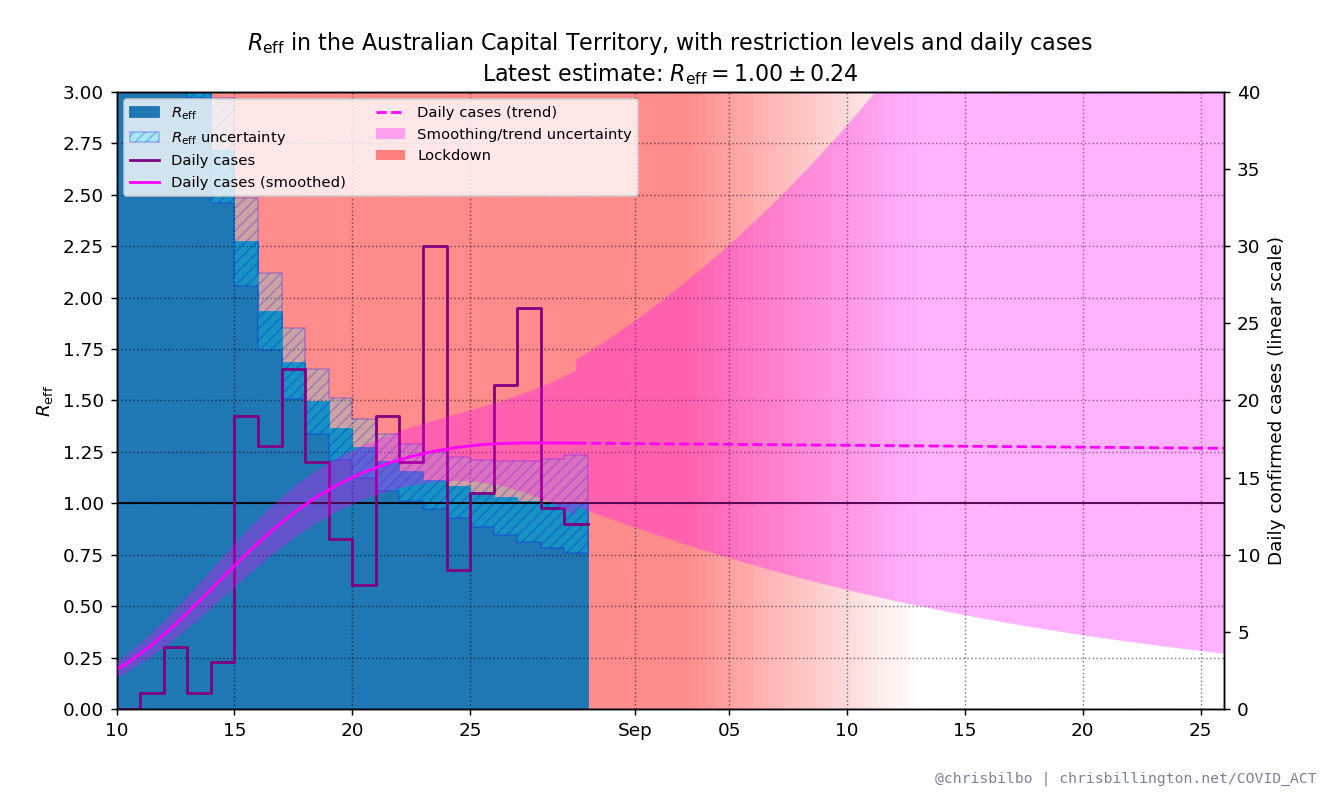 R_eff in the Australian Capital Territory, with restriction levels and daily cases
Latest estimate: R_eff = 1.00 ± 0.24
R_eff
R_eff uncertainty
Daily cases
Daily cases (smoothed)
Daily cases (trend)
Smoothing/trend uncertainty
Lockdown
3.00
2.75
2.50
2.25
2.00
1.75
1.50
1.25
1.00
0.75
0.50
0.25
0.00
R_eff
40
35
30
25
20
15
10
5
0
Daily confirmed cases (linear scale)
10 15 20 25 Sep 05 10 15 20 25
@chrisbilbo | chrisbillington.net/COVID_ACT